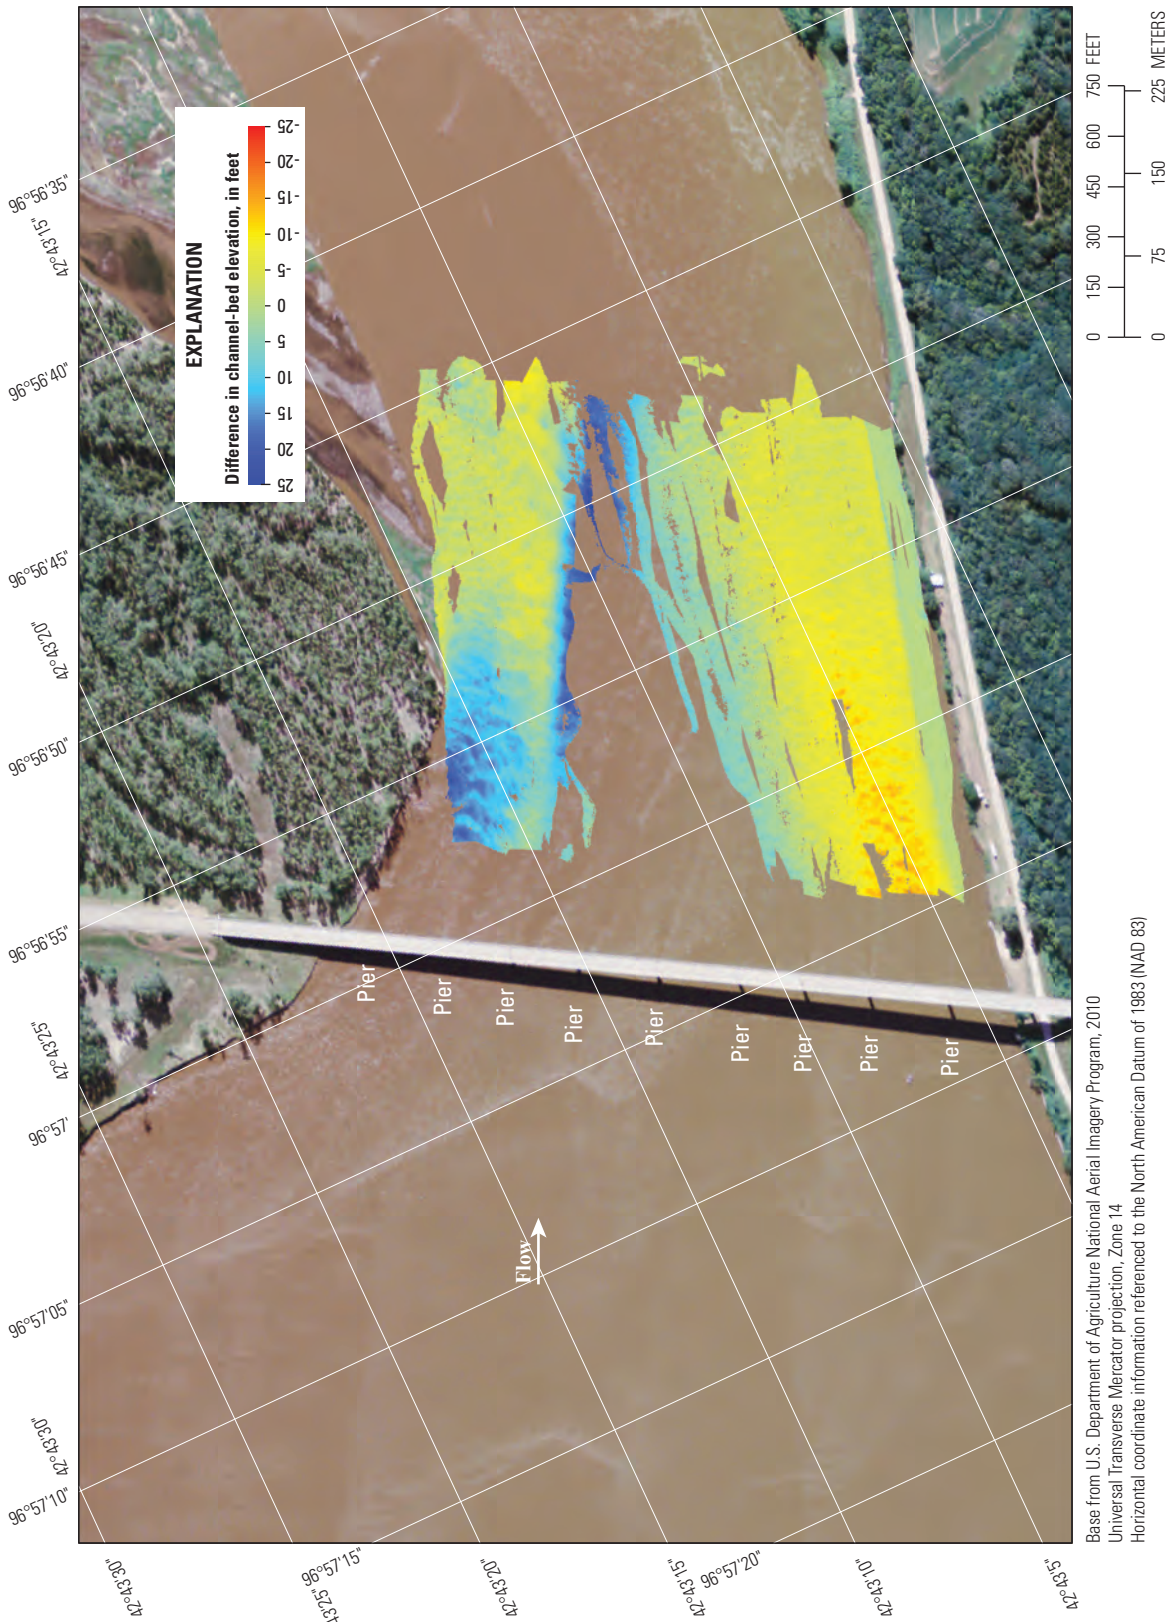 96°56'35"
42°43'15"
96°56'40"
96°56'45"
42°43'20"
96°56'50"
96°56'55"
42°43'25"
96°57'
96°57'05"
42°43'30"
96°57'10"
EXPLANATION
Difference in channel-bed elevation, in feet
25 20 15 10 5 0 -5 -10 -15 -20 -25
Pier
Pier
Pier
Pier
Pier
Pier
Pier
Pier
Pier
Flow
42°43'30"
43'25"
96°57'15"
42°43'20"
42°43'15"
96°57'20"
42°43'10"
42°43'5"
0 150 300 450 600 750 FEET
0 75 150 225 METERS
Base from U.S. Department of Agriculture National Aerial Imagery Program, 2010
Universal Transverse Mercator projection, Zone 14
Horizontal coordinate information referenced to the North American Datum of 1983 (NAD 83)